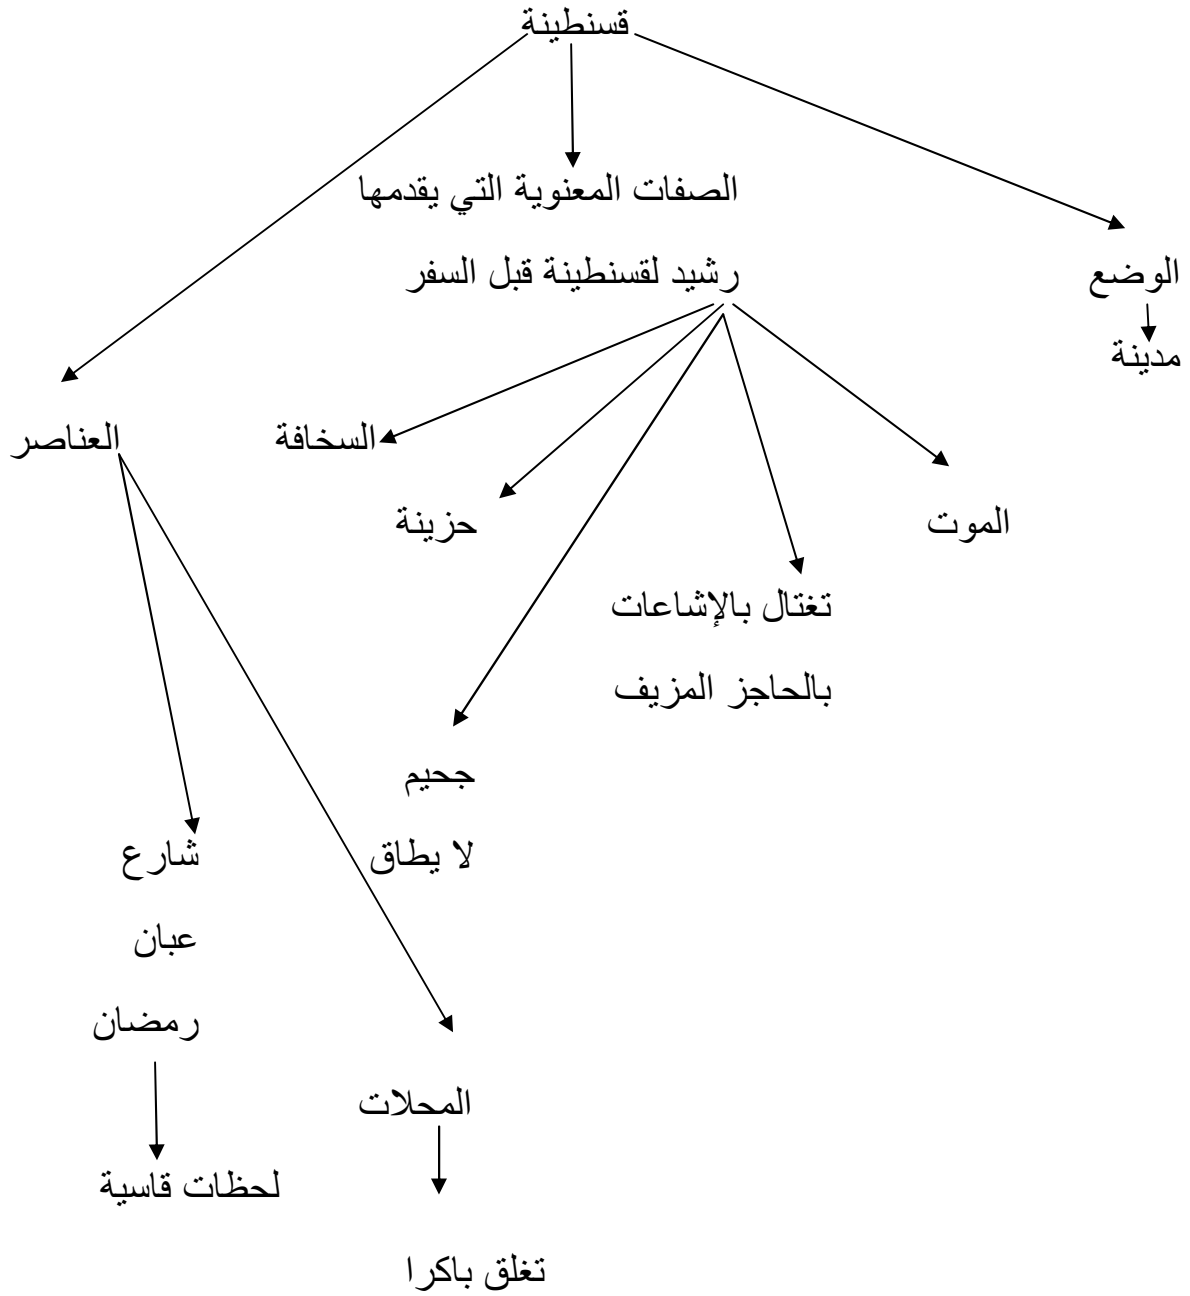 قسنطينة
الصفات المعنوية التي يقدمها
رشيد لقسنطينة قبل السفر
الوضع
مدينة
العناصر
السخافة
حزينة
الموت
تغتال بالإشاعات
بالحاجز المزيف
جحيم
لا يطاق
شارع
عبان
رمضان
المحلات
لحظات قاسية
تغلق باكرا